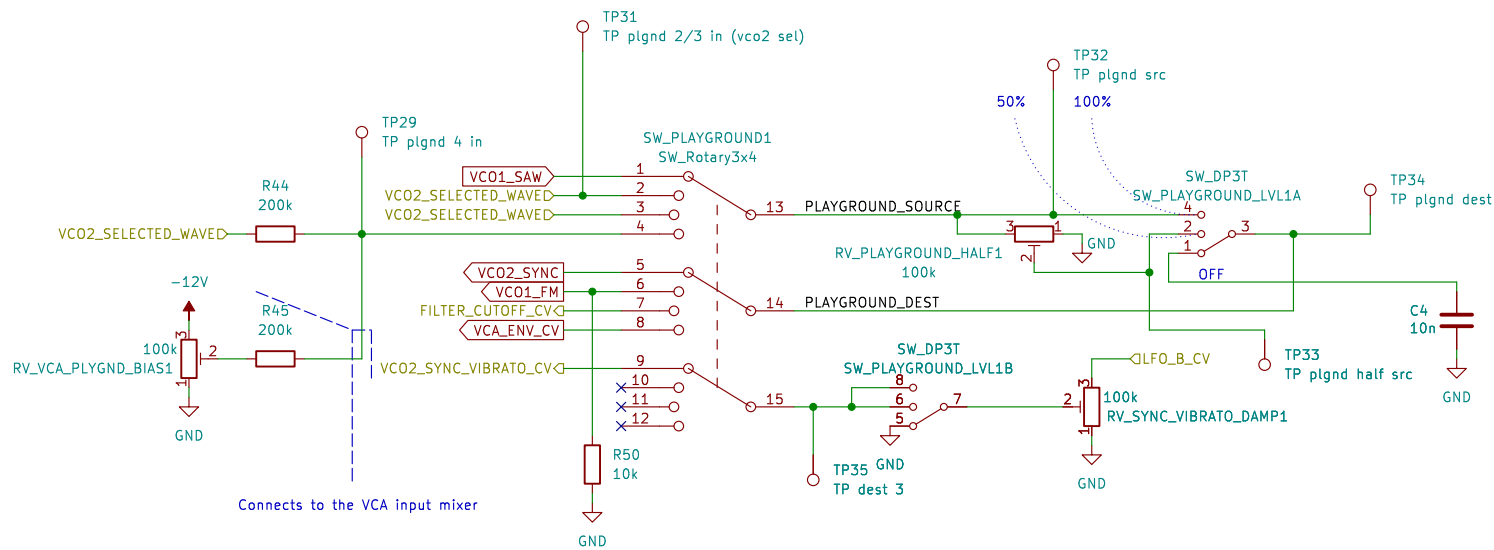 TP31
TP plgnd 2/3 in (vco2 sel)
TP32
TP plgnd src
50%
100%
TP29
TP plgnd 4 in
SW_PLAYGROUND1
SW_Rotary3x4
VCO1_SAW
1
VCO2_SELECTED_WAVE
2
VCO2_SELECTED_WAVE
3
4
13
PLAYGROUND_SOURCE
R44
200k
VCO2_SELECTED_WAVE
SW_DP3T
SW_PLAYGROUND_LVL1A
4
2
1
3
OFF
TP34
TP plgnd dest
3
1
2
GND
RV_PLAYGROUND_HALF1
100k
VCO2_SYNC
5
VCO1_FM
6
FILTER_CUTOFF_CV
7
VCA_ENV_CV
8
14
PLAYGROUND_DEST
-12V
R45
200k
3
100k
2
RV_VCA_PLYGND_BIAS1
1
GND
C4
10n
GND
VCO2_SYNC_VIBRATO_CV
9
10
11
12
15
SW_DP3T
SW_PLAYGROUND_LVL1B
8
6
5
7
GND
LFO_B_CV
3
100k
2
RV_SYNC_VIBRATO_DAMP1
1
GND
TP33
TP plgnd half src
R50
10k
GND
TP35
TP dest 3
Connects to the VCA input mixer